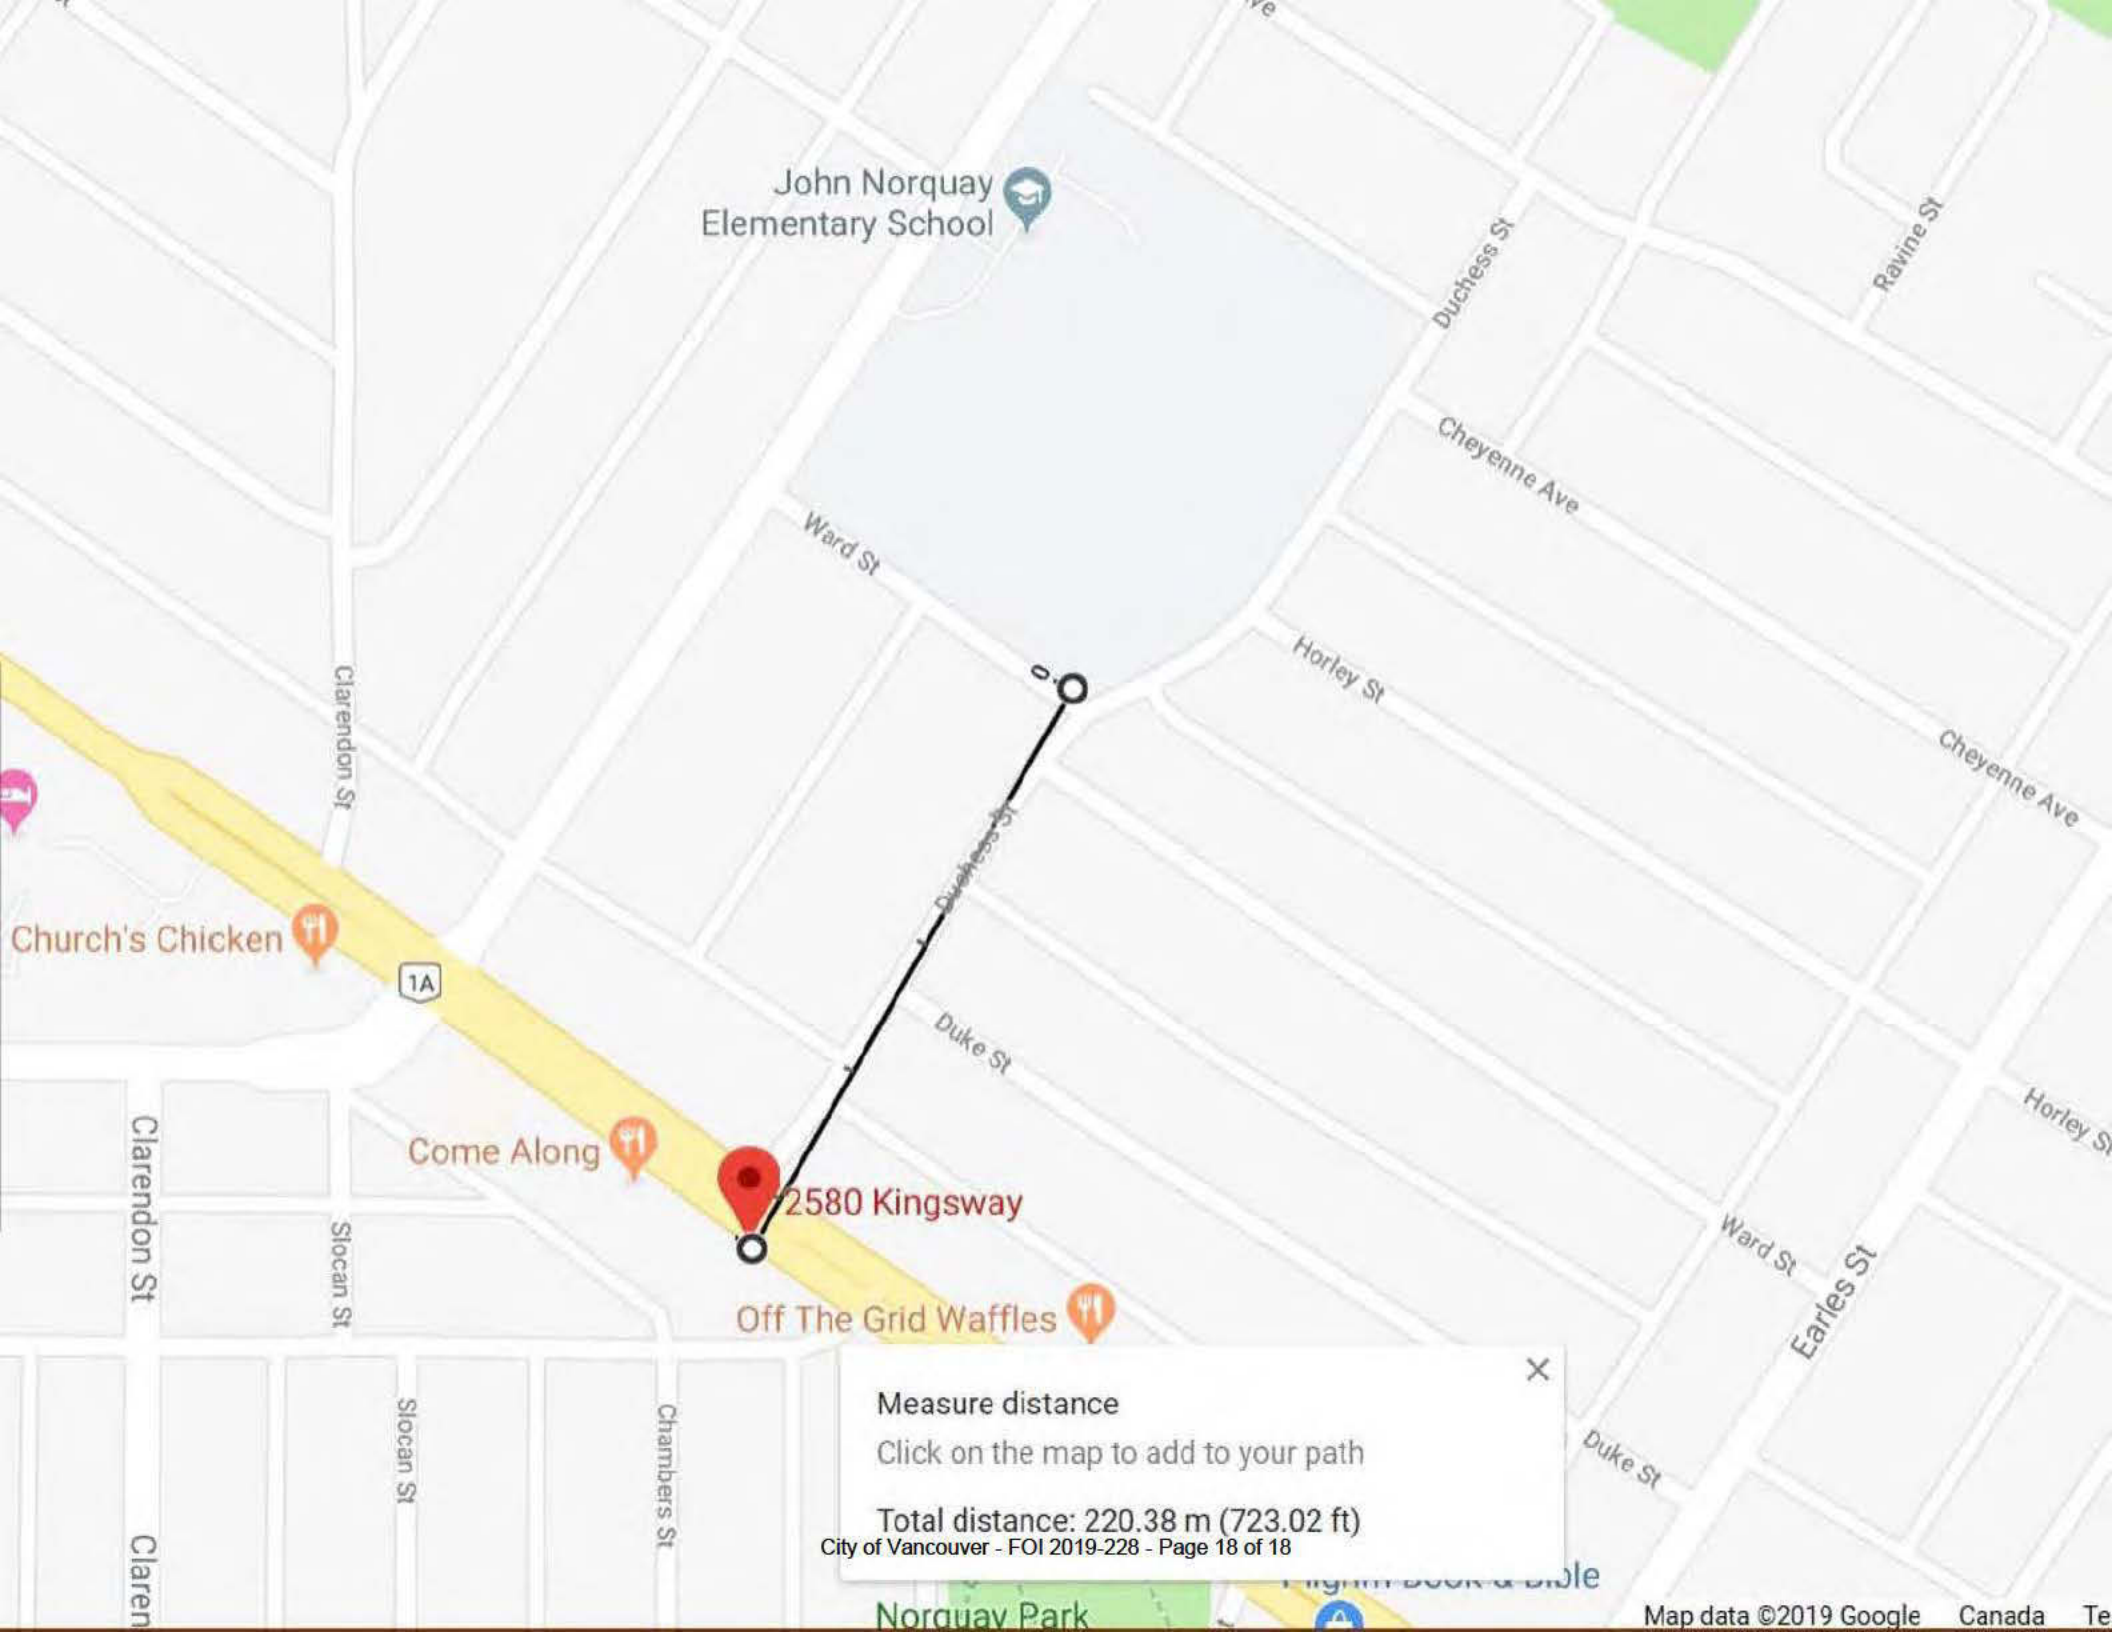 ve
John Norquay
Elementary School
Duchess St
Ravine St
Cheyenne Ave
Ward St
Horley St
0
Clarendon St
Cheyenne Ave
Duchess St
Church's Chicken
1A
Duke St
Horley St
Clarendon St
Come Along
2580 Kingsway
Slocan St
Ward St
Earles St
Off The Grid Waffles
Measure distance
Click on the map to add to your path
Total distance: 220.38 m (723.02 ft)
City of Vancouver - FOI 2019-228 - Page 18 of 18
Slocan St
Chambers St
Duke St
Claren
Norquay Park
Map data ©2019 Google Canada Te